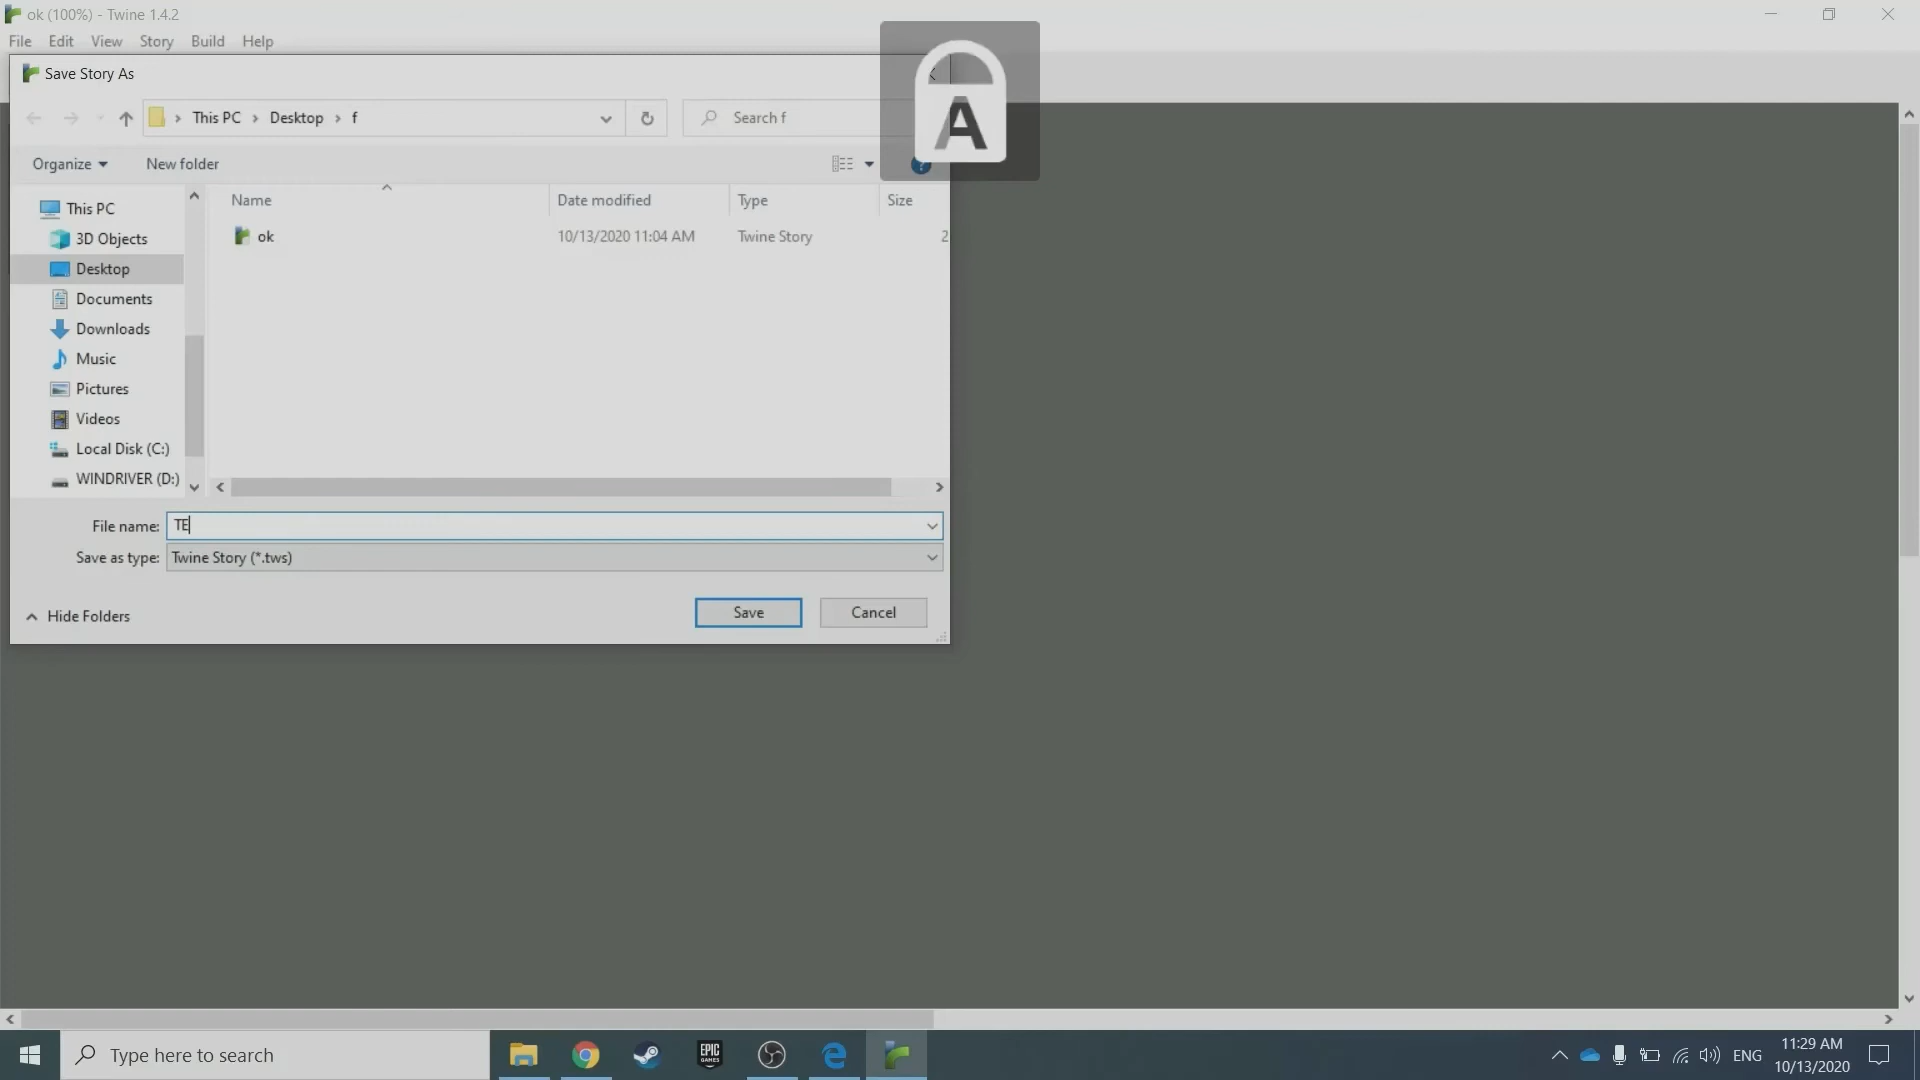 ok (100%) - Twine 1.4.2
File Edit View Story Build Help
A
Save Story As
This PC > Desktop > f
Search f
Organize
New folder
Name
Date modified
Type
Size
ok
10/13/2020 11:04 AM
Twine Story
2
This PC
3D Objects
Desktop
Documents
Downloads
Music
Pictures
Videos
Local Disk (C:)
WINDRIVER (D:)
File name: TE
Save as type: Twine Story (*.tws)
Hide Folders
Save
Cancel
Type here to search
EPIC GAMES
ENG
11:29 AM
10/13/2020